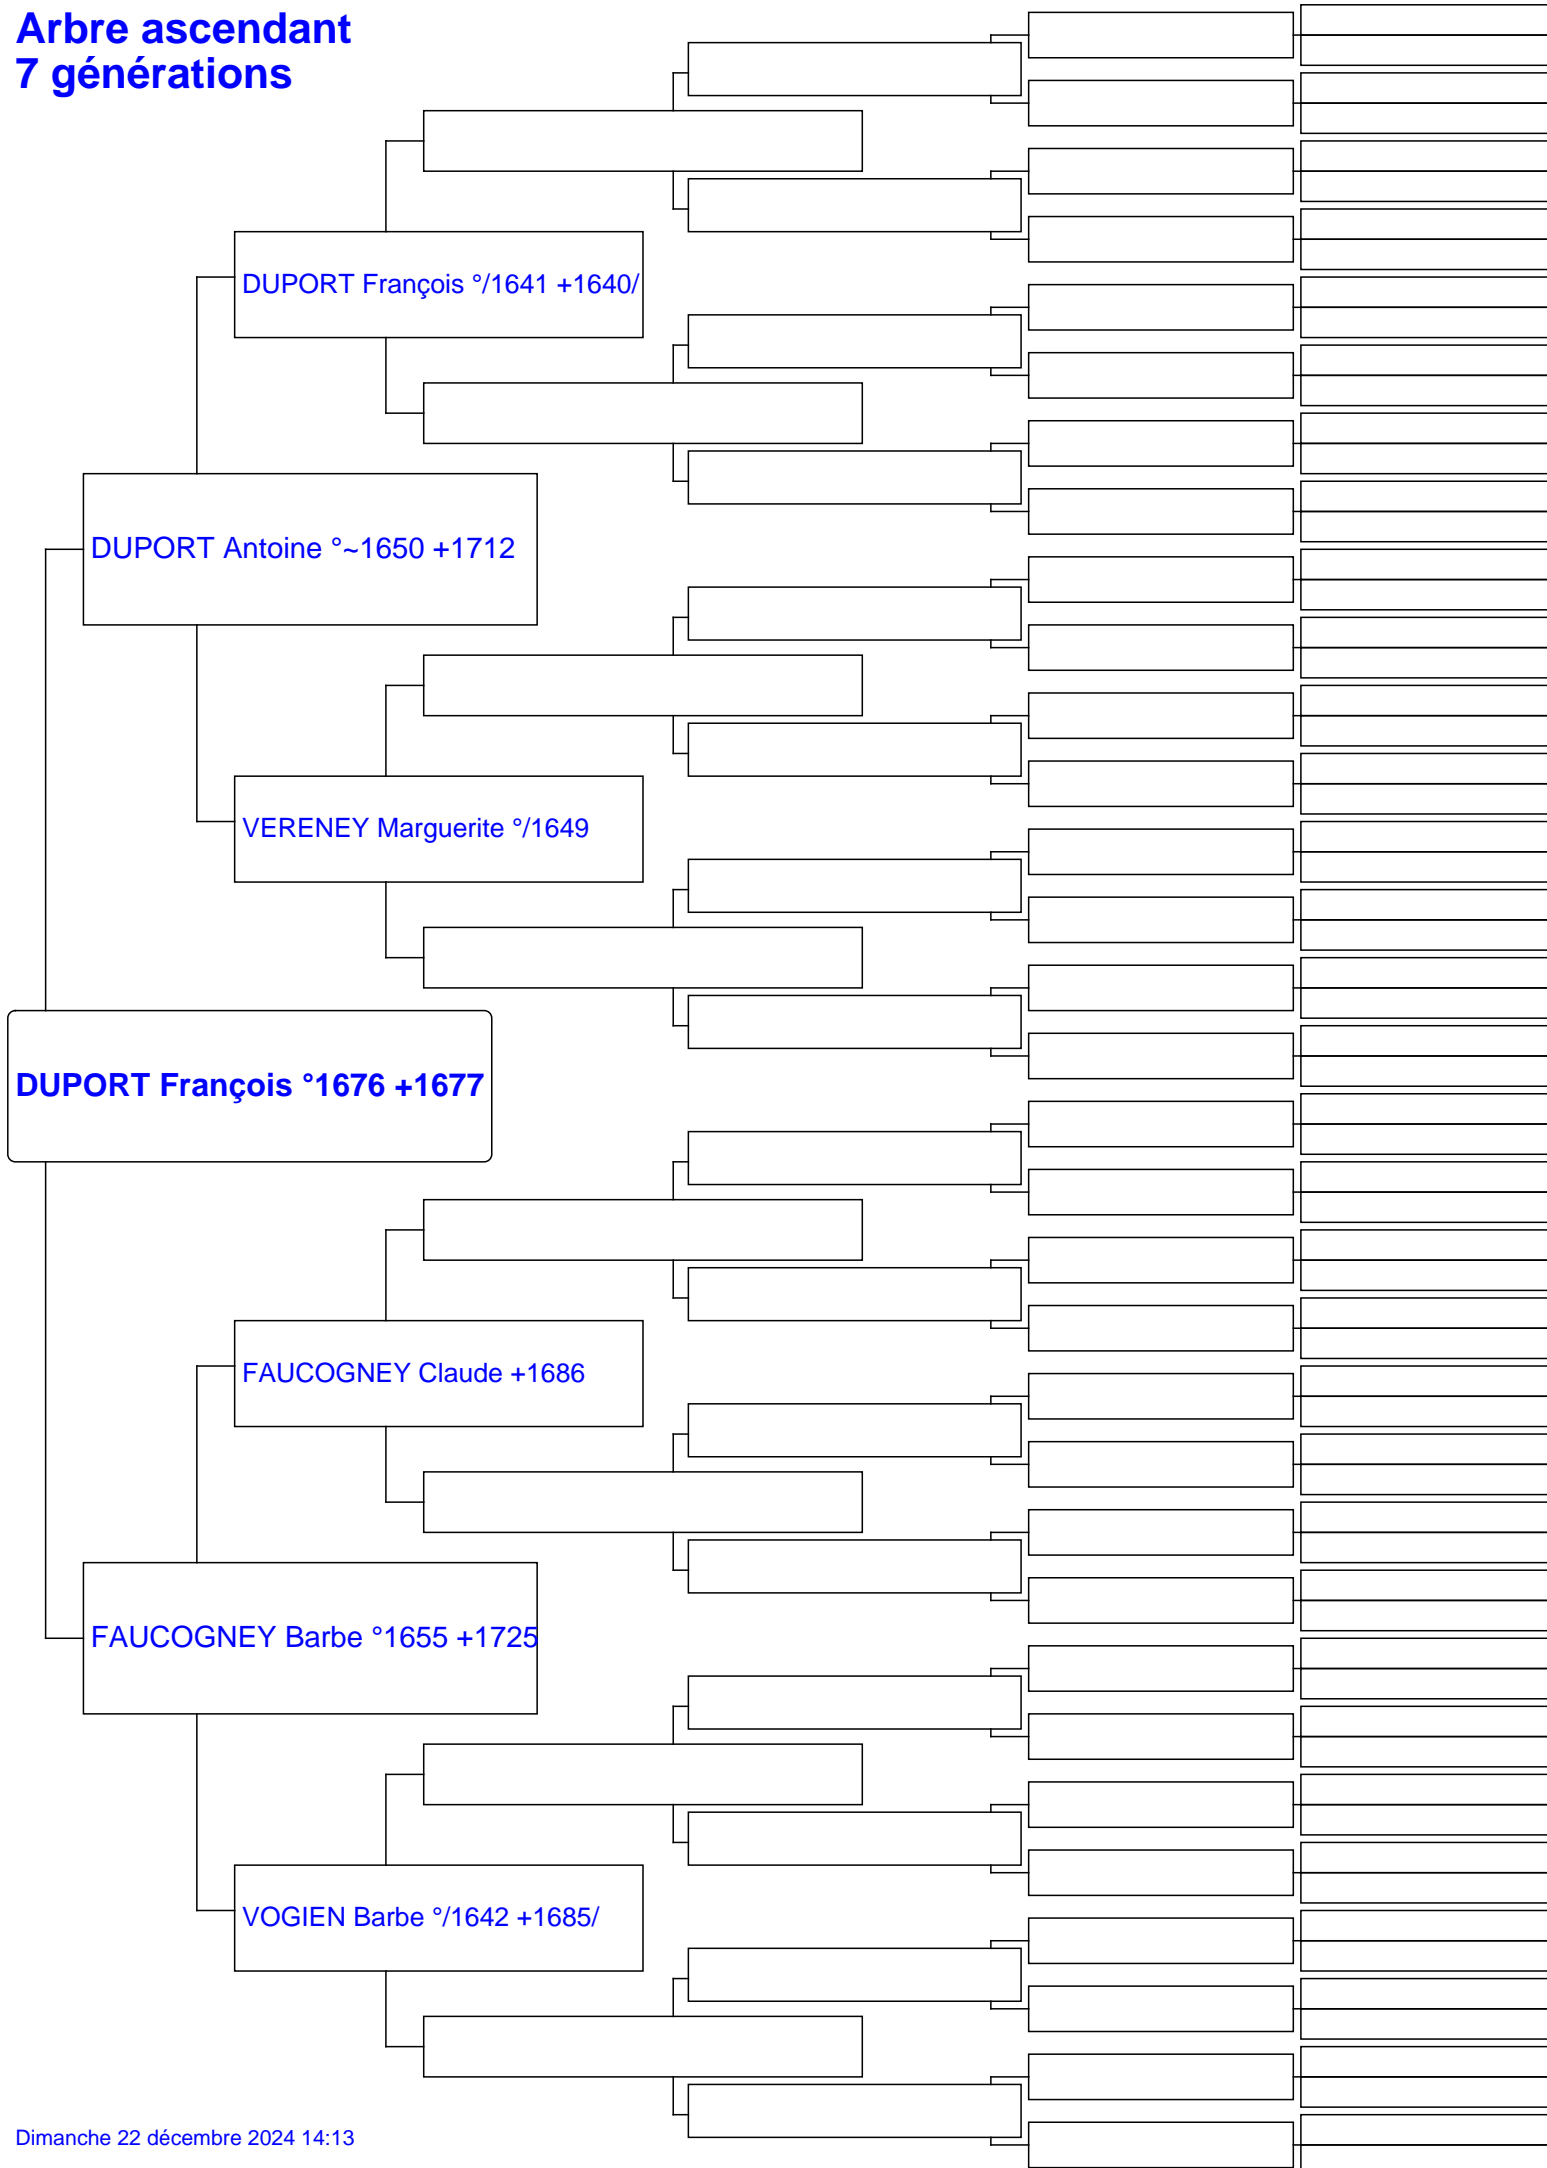 Arbre ascendant
7 générations
DUPORT François °/1641 +1640/
DUPORT Antoine °~1650 +1712
VERENEY Marguerite °/1649
DUPORT François °1676 +1677
FAUCOGNEY Claude +1686
FAUCOGNEY Barbe °1655 +1725
VOGIEN Barbe °/1642 +1685/
Dimanche 22 décembre 2024 14:13